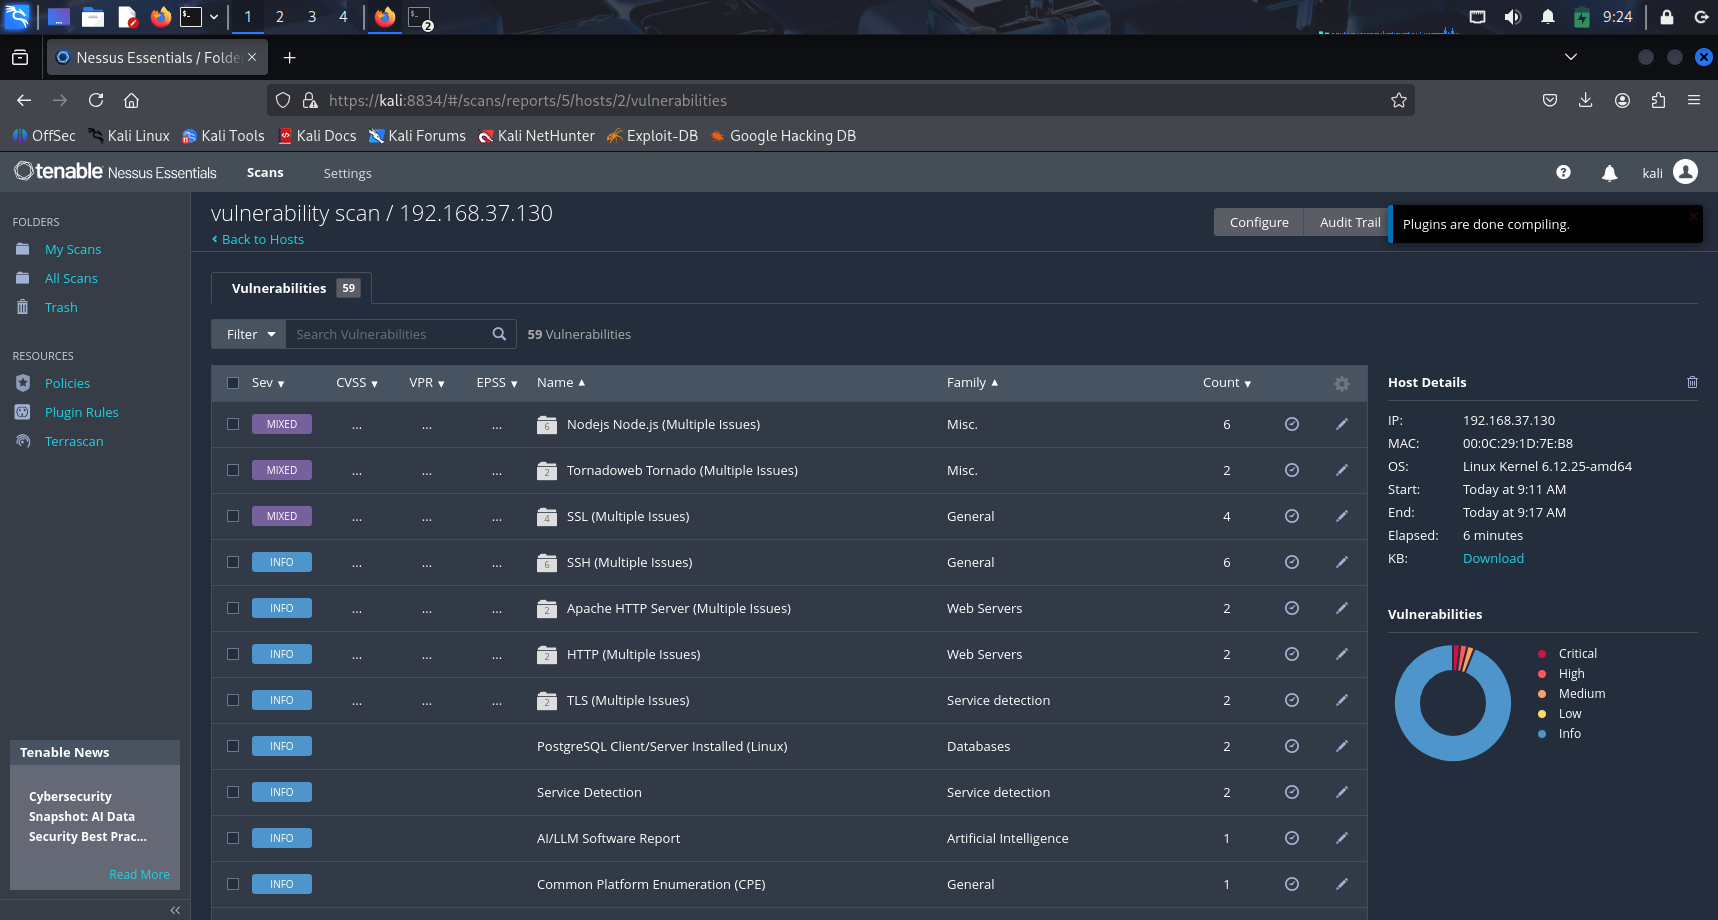 1 2 3 4 2 9:24
Nessus Essentials / Folde
https://kali:8834/#/scans/reports/5/hosts/2/vulnerabilities
OffSec Kali Linux Kali Tools Kali Docs Kali Forums Kali NetHunter Exploit-DB Google Hacking DB
tenable Nessus Essentials Scans Settings kali
FOLDERS
My Scans
All Scans
Trash
RESOURCES
Policies
Plugin Rules
Terrascan
Tenable News
Cybersecurity
Snapshot: AI Data
Security Best Prac...
Read More
vulnerability scan / 192.168.37.130
Back to Hosts
Configure Audit Trail
Plugins are done compiling.
Vulnerabilities 59
Filter Search Vulnerabilities 59 Vulnerabilities
Sev CVSS VPR EPSS Name Family Count
MIXED ... ... ... 6 Nodejs Node.js (Multiple Issues) Misc. 6
MIXED ... ... ... 2 Tornadoweb Tornado (Multiple Issues) Misc. 2
MIXED ... ... ... 4 SSL (Multiple Issues) General 4
INFO ... ... ... 6 SSH (Multiple Issues) General 6
INFO ... ... ... 2 Apache HTTP Server (Multiple Issues) Web Servers 2
INFO ... ... ... 2 HTTP (Multiple Issues) Web Servers 2
INFO ... ... ... 2 TLS (Multiple Issues) Service detection 2
INFO PostgreSQL Client/Server Installed (Linux) Databases 2
INFO Service Detection Service detection 2
INFO AI/LLM Software Report Artificial Intelligence 1
INFO Common Platform Enumeration (CPE) General 1
Host Details
IP: 192.168.37.130
MAC: 00:0C:29:1D:7E:B8
OS: Linux Kernel 6.12.25-amd64
Start: Today at 9:11 AM
End: Today at 9:17 AM
Elapsed: 6 minutes
KB: Download
Vulnerabilities
Critical
High
Medium
Low
Info